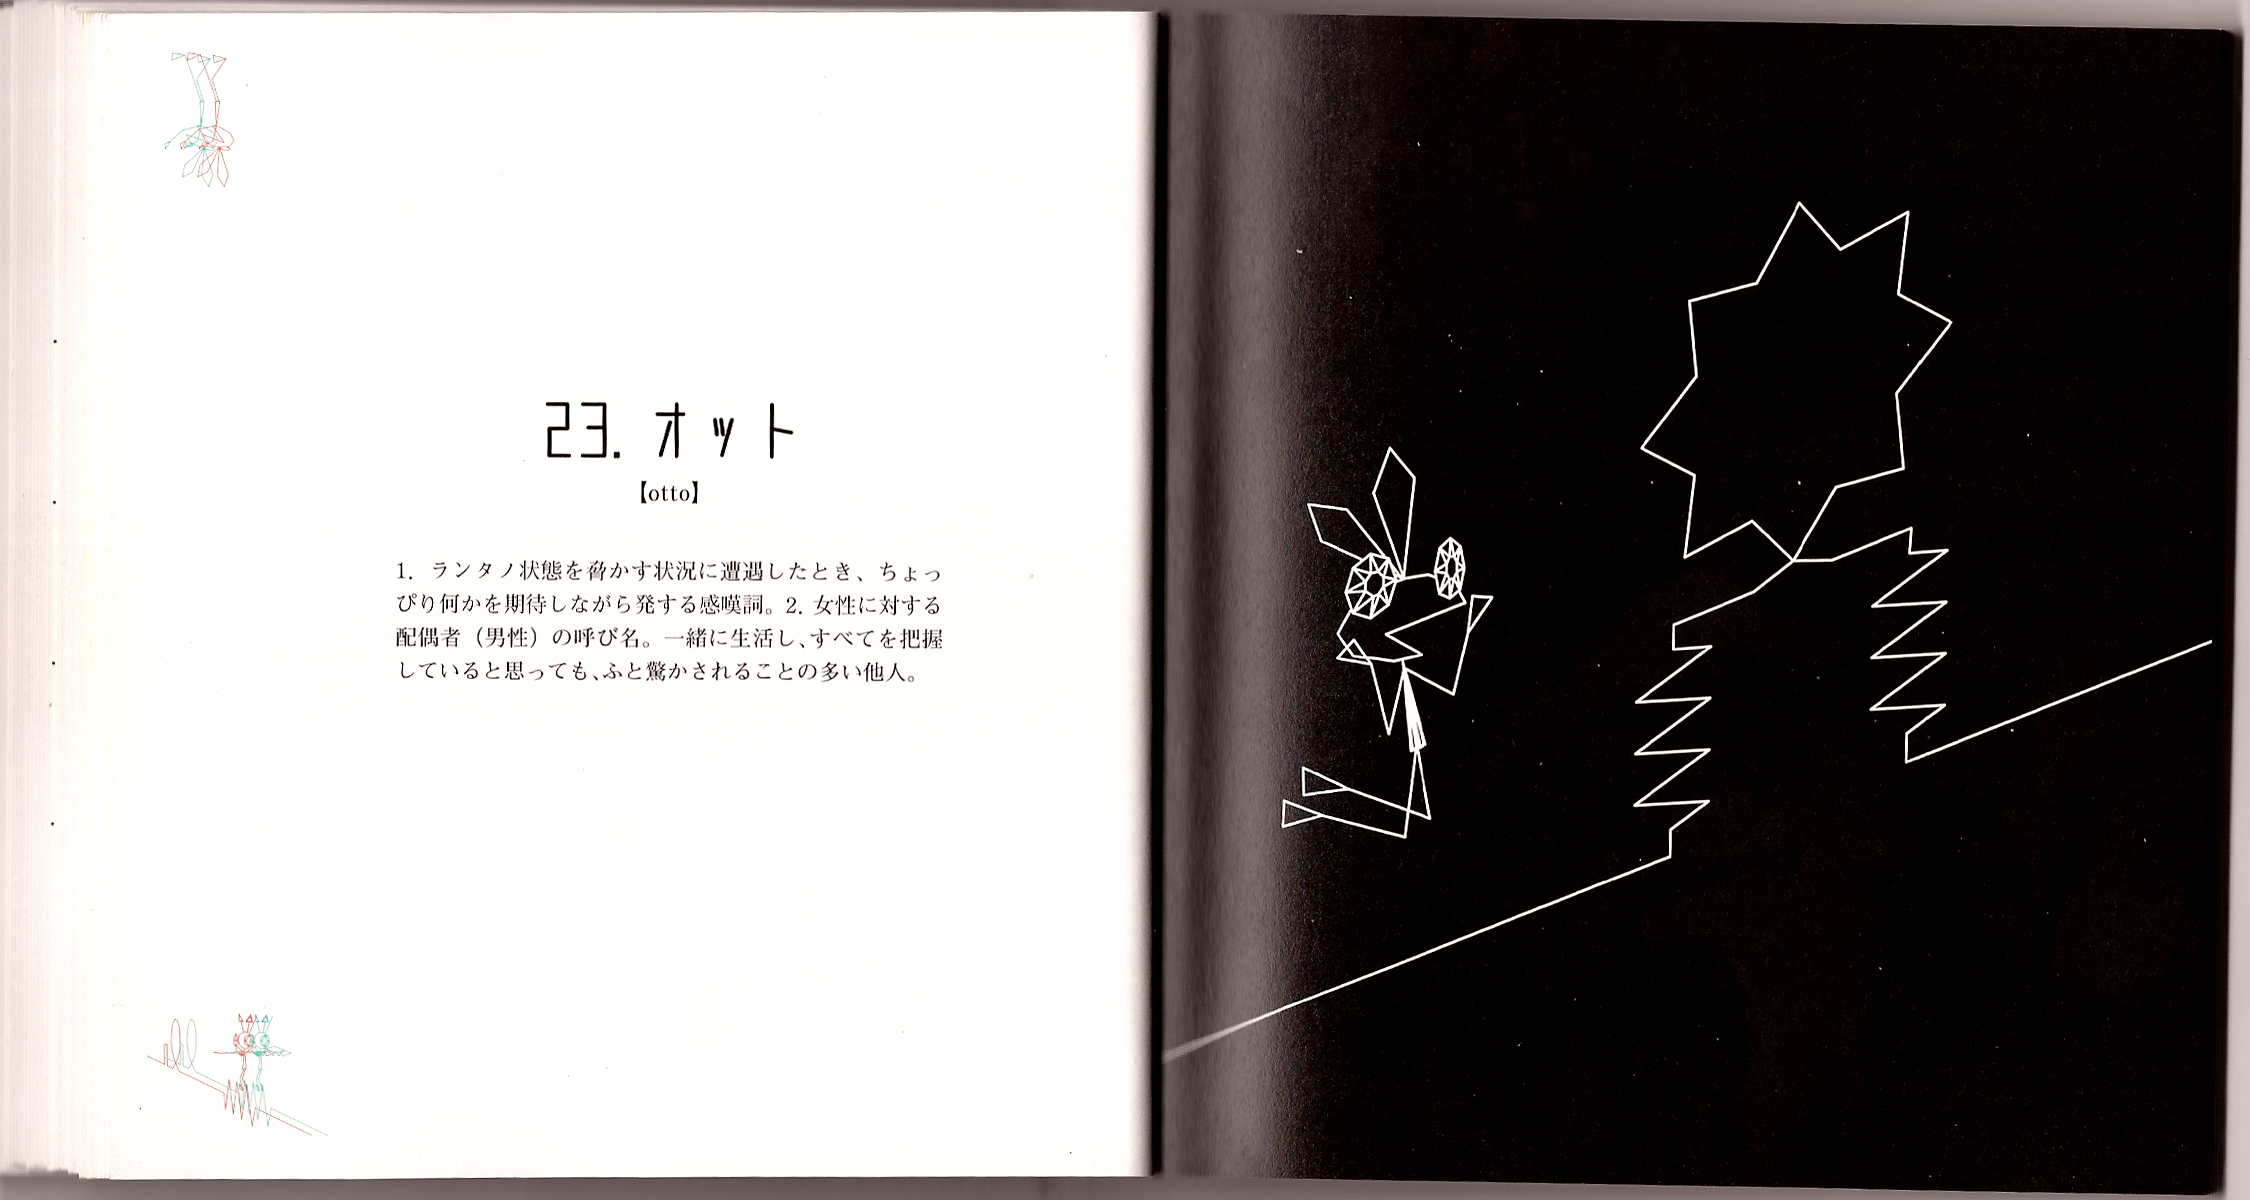 23. オット
【otto】
1. ランタノ状態を脅かす状況に遭遇したとき、ちょっ
ぴり何かを期待しながら発する感嘆詞。2. 女性に対する
配偶者（男性）の呼び名。一緒に生活し、すべてを把握
していると思っても、ふと驚かされることの多い他人。